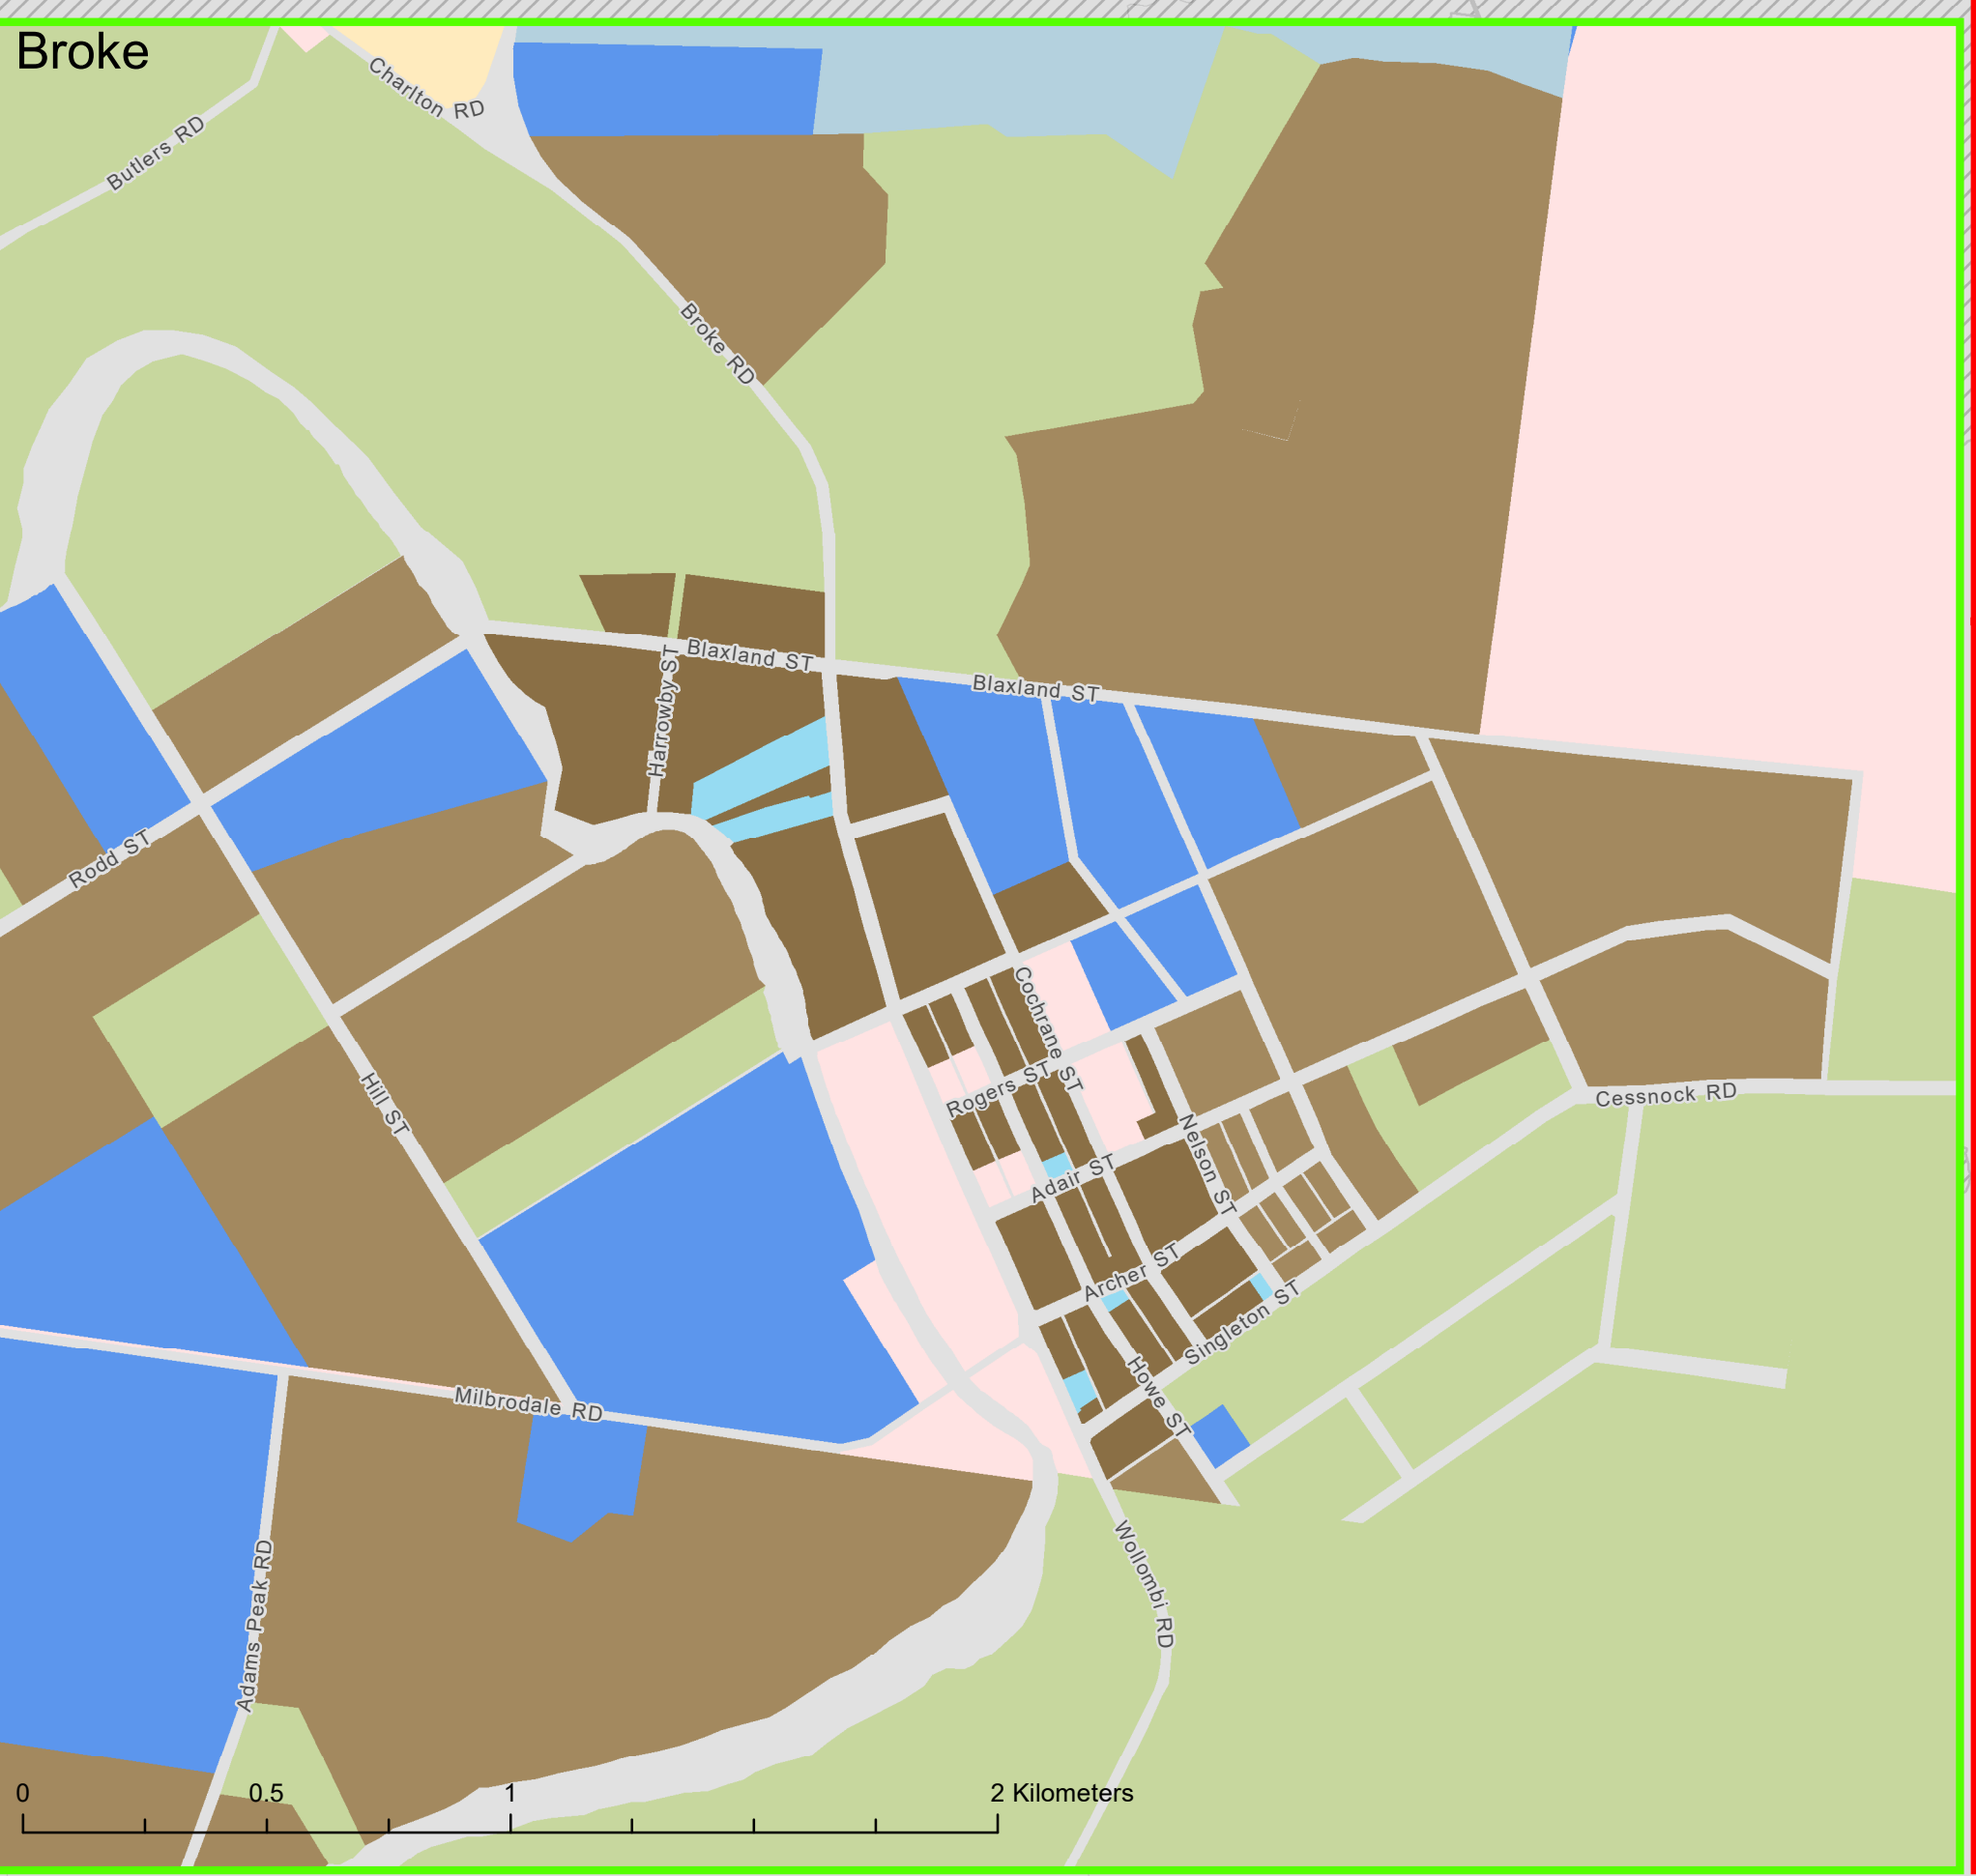 Broke
Charlton RD
Butlers RD
Broke RD
Blaxland ST
Harrowby ST
Blaxland ST
Rodd ST
Cochrane ST
Hill ST
Rogers ST
Cessnock RD
Nelson ST
Adair ST
Archer ST
Singleton ST
Howe ST
Milbrodale RD
Wollombi RD
Adams Peak RD
0 0.5 1 2 Kilometers